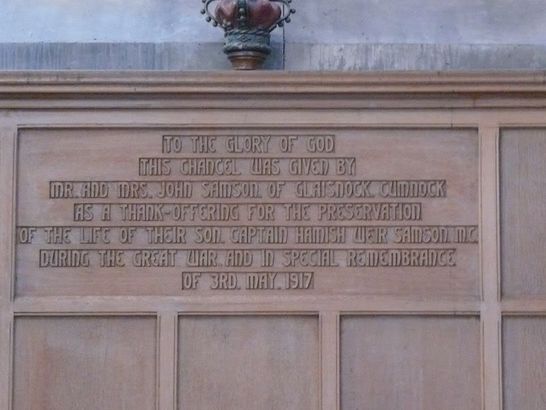 TO THE GLORY OF GOD
THIS CHANCEL WAS GIVEN BY
MR. AND MRS. JOHN SAMSON. OF GLAISNOCK. CUMNOCK
AS A THANK-OFFERING FOR THE PRESERVATION
OF THE LIFE OF THEIR SON. CAPTAIN HAMISH WEIR SAMSON. M.C.
DURING THE GREAT WAR. AND IN SPECIAL REMEMBRANCE
OF 3RD. MAY. 1917